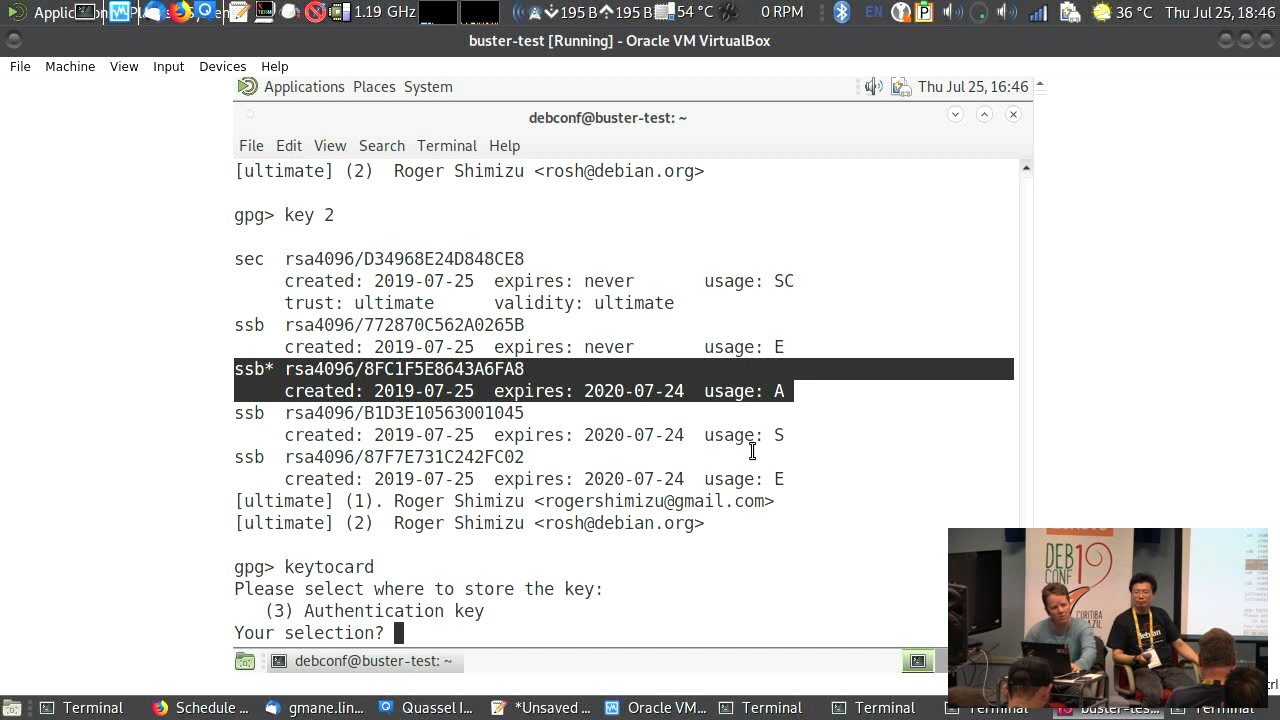 Applications
1.19 GHz
195 B
195 B
54 °C
0 RPM
EN
36 °C
Thu Jul 25, 18:46
buster-test [Running] - Oracle VM VirtualBox
File Machine View Input Devices Help
Applications Places System
Thu Jul 25, 16:46
debconf@buster-test: ~
File Edit View Search Terminal Help
[ultimate] (2)  Roger Shimizu <rosh@debian.org>
gpg> key 2
sec  rsa4096/D34968E24D848CE8
created: 2019-07-25  expires: never       usage: SC
trust: ultimate      validity: ultimate
ssb  rsa4096/772870C562A0265B
created: 2019-07-25  expires: never       usage: E
ssb* rsa4096/8FC1F5E8643A6FA8
created: 2019-07-25  expires: 2020-07-24  usage: A
ssb  rsa4096/B1D3E10563001045
created: 2019-07-25  expires: 2020-07-24  usage: S
ssb  rsa4096/87F7E731C242FC02
created: 2019-07-25  expires: 2020-07-24  usage: E
[ultimate] (1). Roger Shimizu <rogershimizu@gmail.com>
[ultimate] (2)  Roger Shimizu <rosh@debian.org>
gpg> keytocard
Please select where to store the key:
(3) Authentication key
Your selection?
DEB
CONF
19
CURITIBA
debian
debconf@buster-test: ~
Terminal
Schedule ...
gmane.lin...
Quassel I...
*Unsaved ...
Oracle VM...
Terminal
Terminal
Terminal
buster-tes...
Terminal